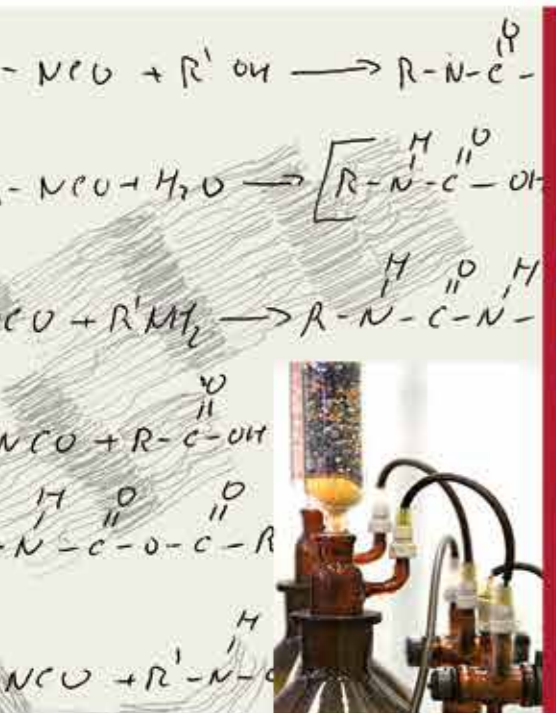 O
- NCO + R' OH → R-N-C-
H O
- NCO + H2O → [R-N-C-OH
H O H
CO + R'NH2 → R-N-C-N-
O
NCO + R-C-OH
H O O
-N-C-O-C-R
H
NCO + R'-N-